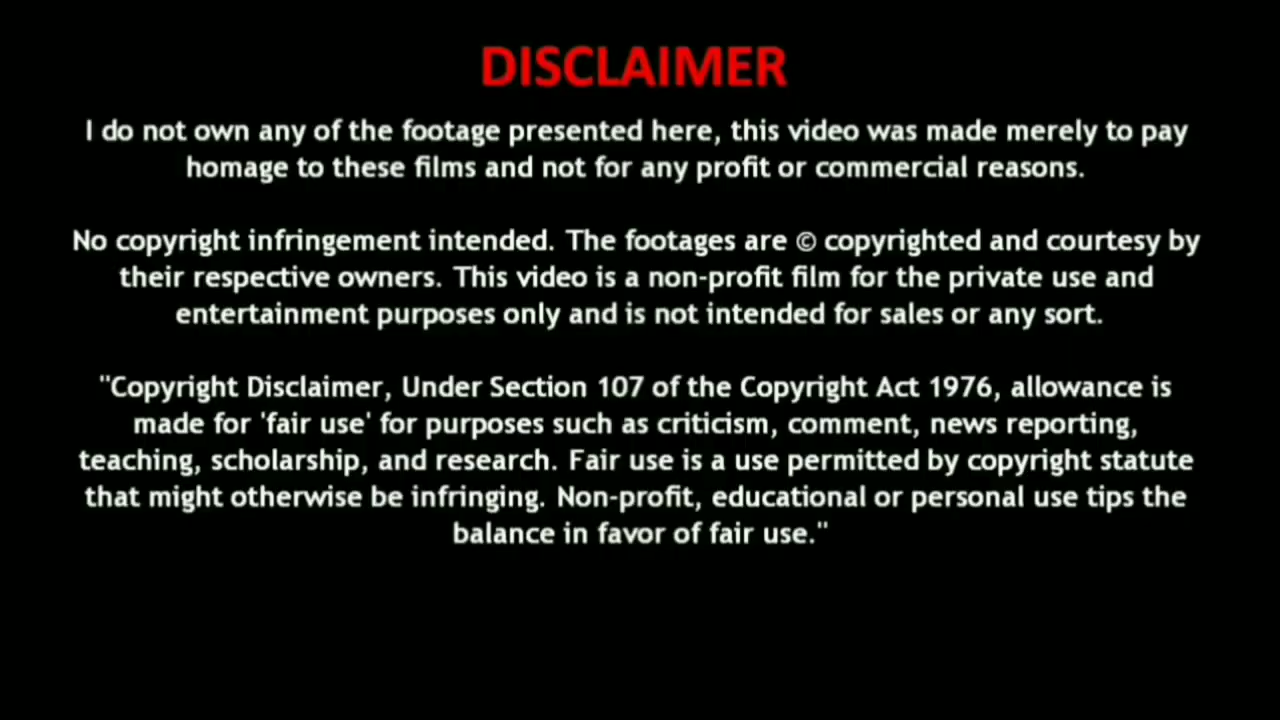 DISCLAIMER
I do not own any of the footage presented here, this video was made merely to pay
homage to these films and not for any profit or commercial reasons.
No copyright infringement intended. The footages are © copyrighted and courtesy by
their respective owners. This video is a non-profit film for the private use and
entertainment purposes only and is not intended for sales or any sort.
"Copyright Disclaimer, Under Section 107 of the Copyright Act 1976, allowance is
made for 'fair use' for purposes such as criticism, comment, news reporting,
teaching, scholarship, and research. Fair use is a use permitted by copyright statute
that might otherwise be infringing. Non-profit, educational or personal use tips the
balance in favor of fair use."